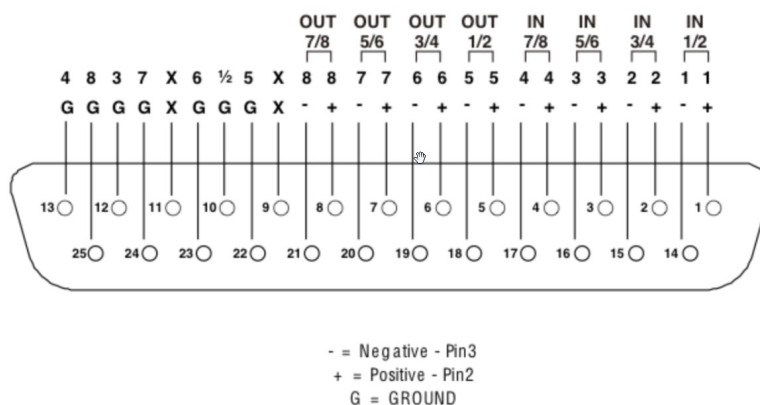 OUT OUT OUT OUT IN IN IN IN
7/8 5/6 3/4 1/2 7/8 5/6 3/4 1/2
4 8 3 7 X 6 ½ 5 X 8 8 7 7 6 6 5 5 4 4 3 3 2 2 1 1
G G G G X G G G X - + - + - + - + - + - + - + - +
13 12 11 10 9 8 7 6 5 4 3 2 1
25 24 23 22 21 20 19 18 17 16 15 14
- = Negative - Pin3
+ = Positive - Pin2
G = GROUND